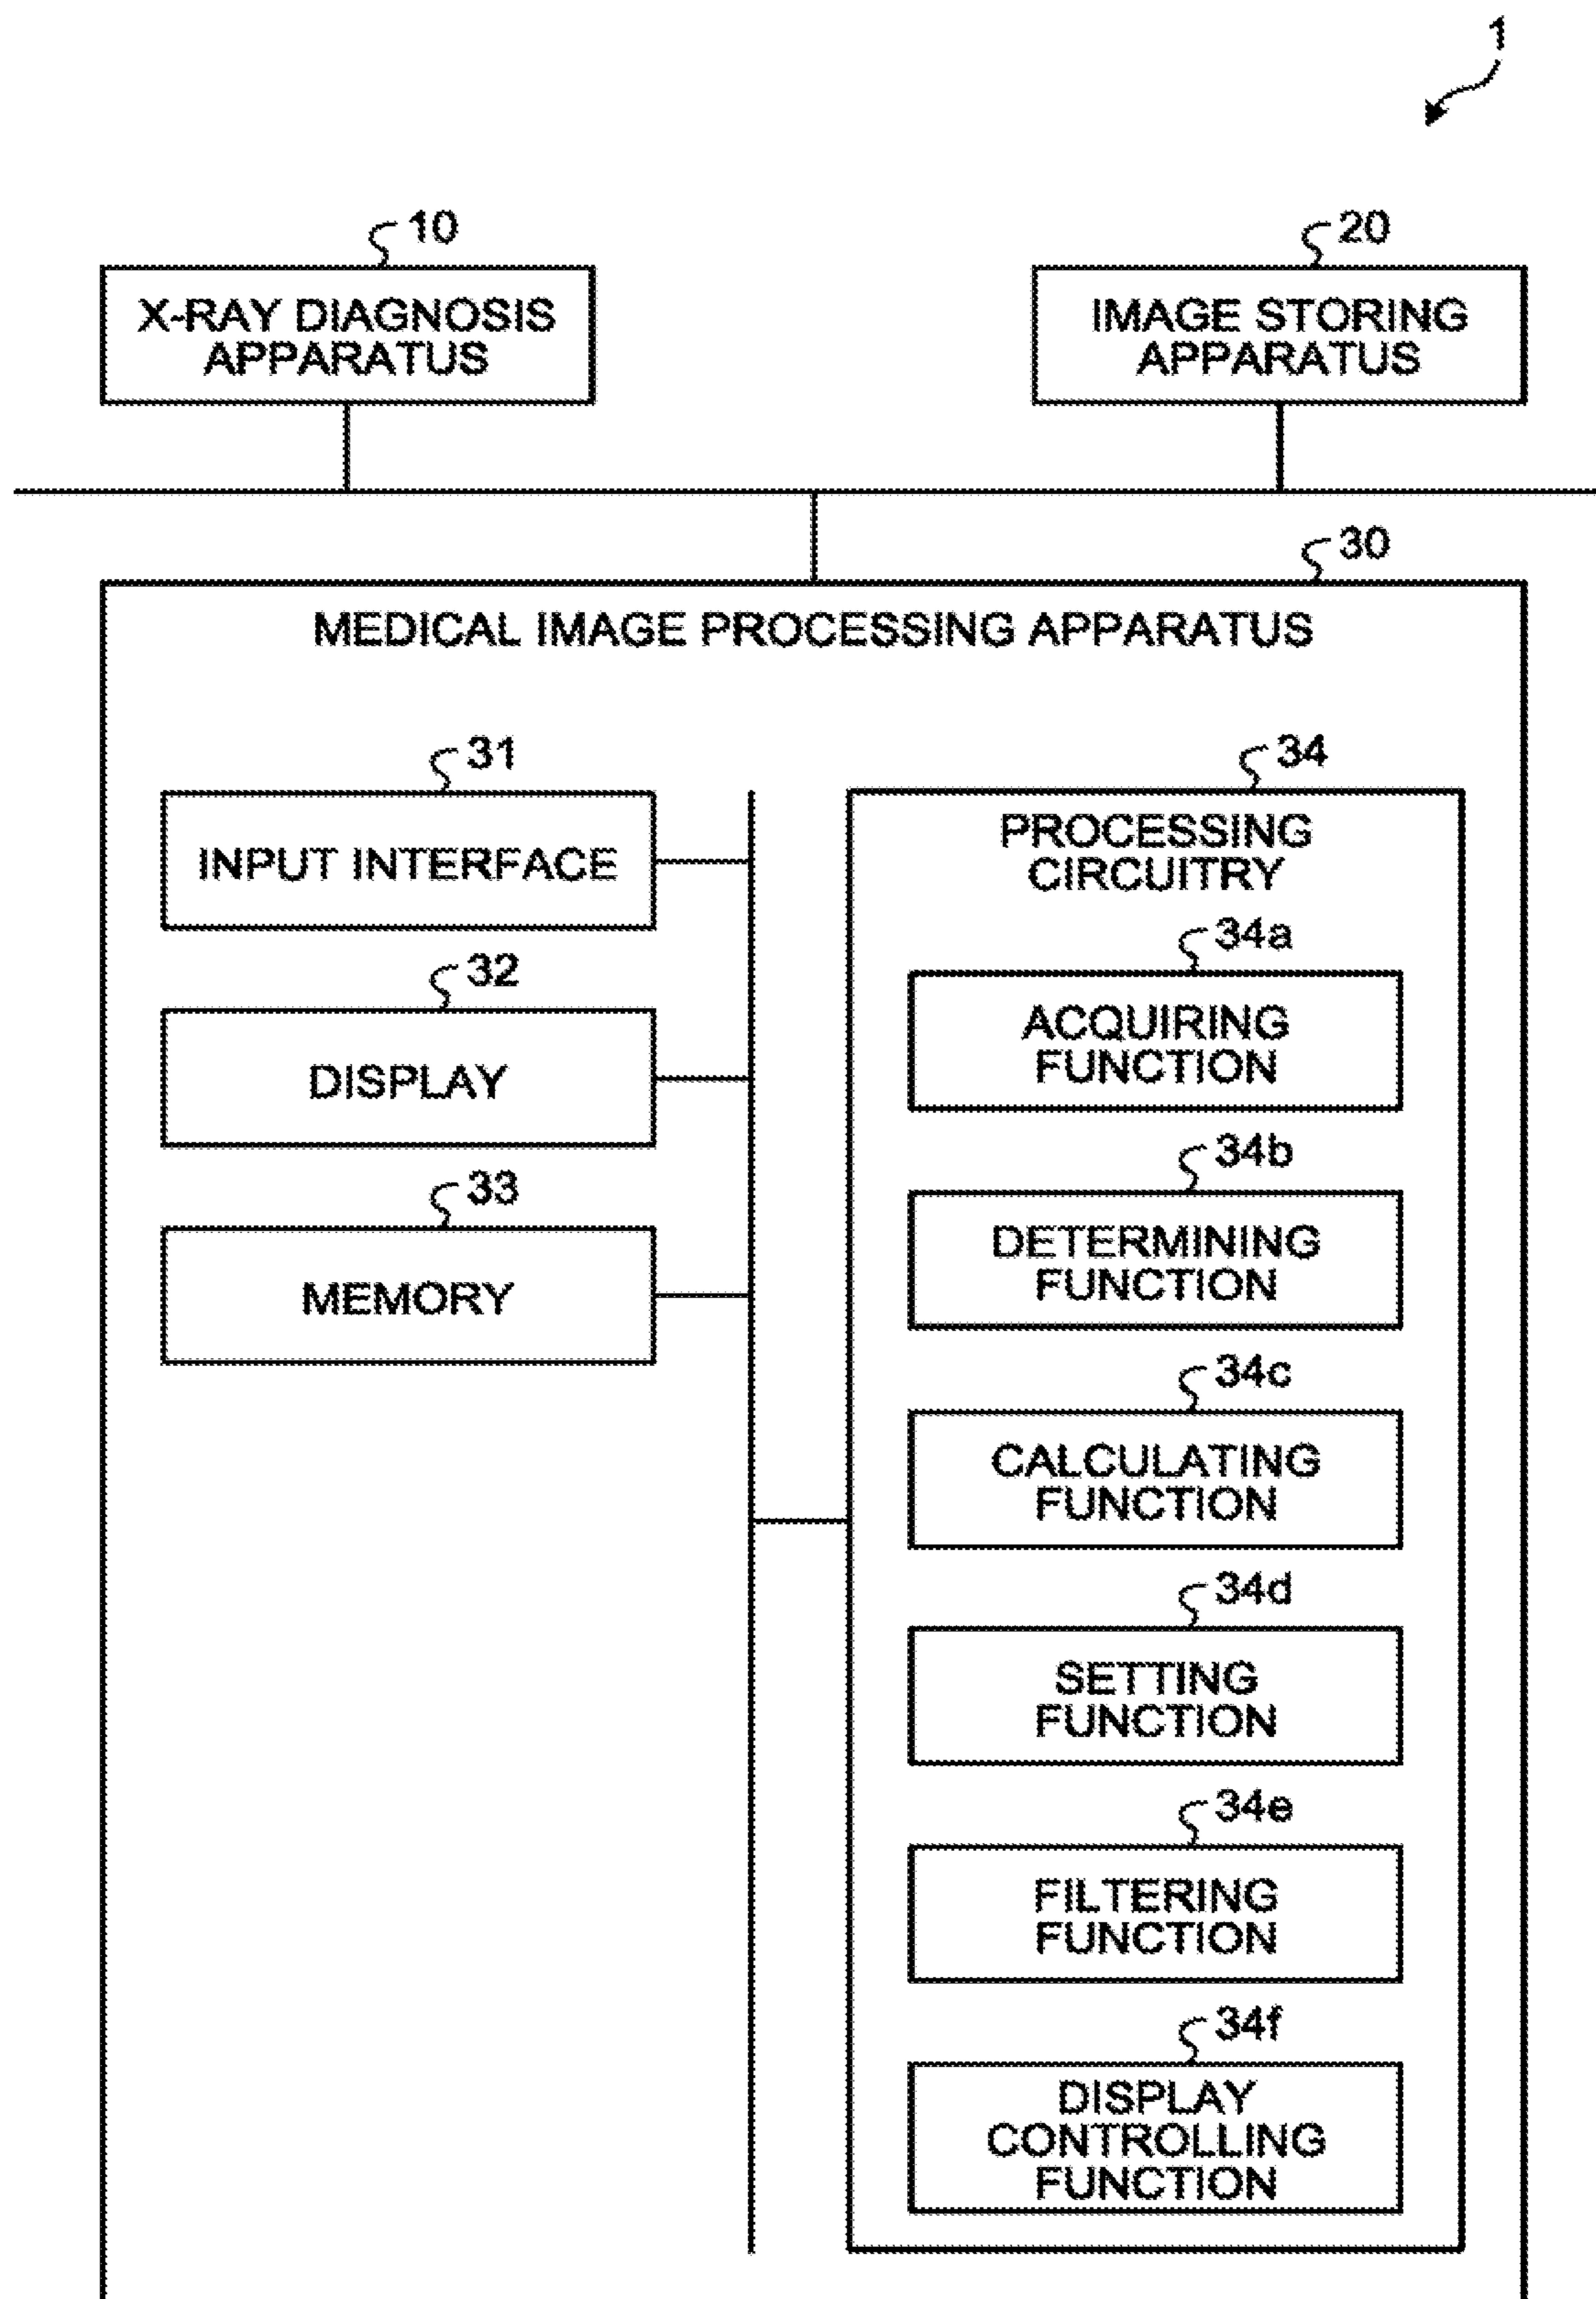 1
10
X-RAY DIAGNOSIS
APPARATUS
20
IMAGE STORING
APPARATUS
30
MEDICAL IMAGE PROCESSING APPARATUS
31
INPUT INTERFACE
32
DISPLAY
33
MEMORY
34
PROCESSING
CIRCUITRY
34a
ACQUIRING
FUNCTION
34b
DETERMINING
FUNCTION
34c
CALCULATING
FUNCTION
34d
SETTING
FUNCTION
34e
FILTERING
FUNCTION
34f
DISPLAY
CONTROLLING
FUNCTION